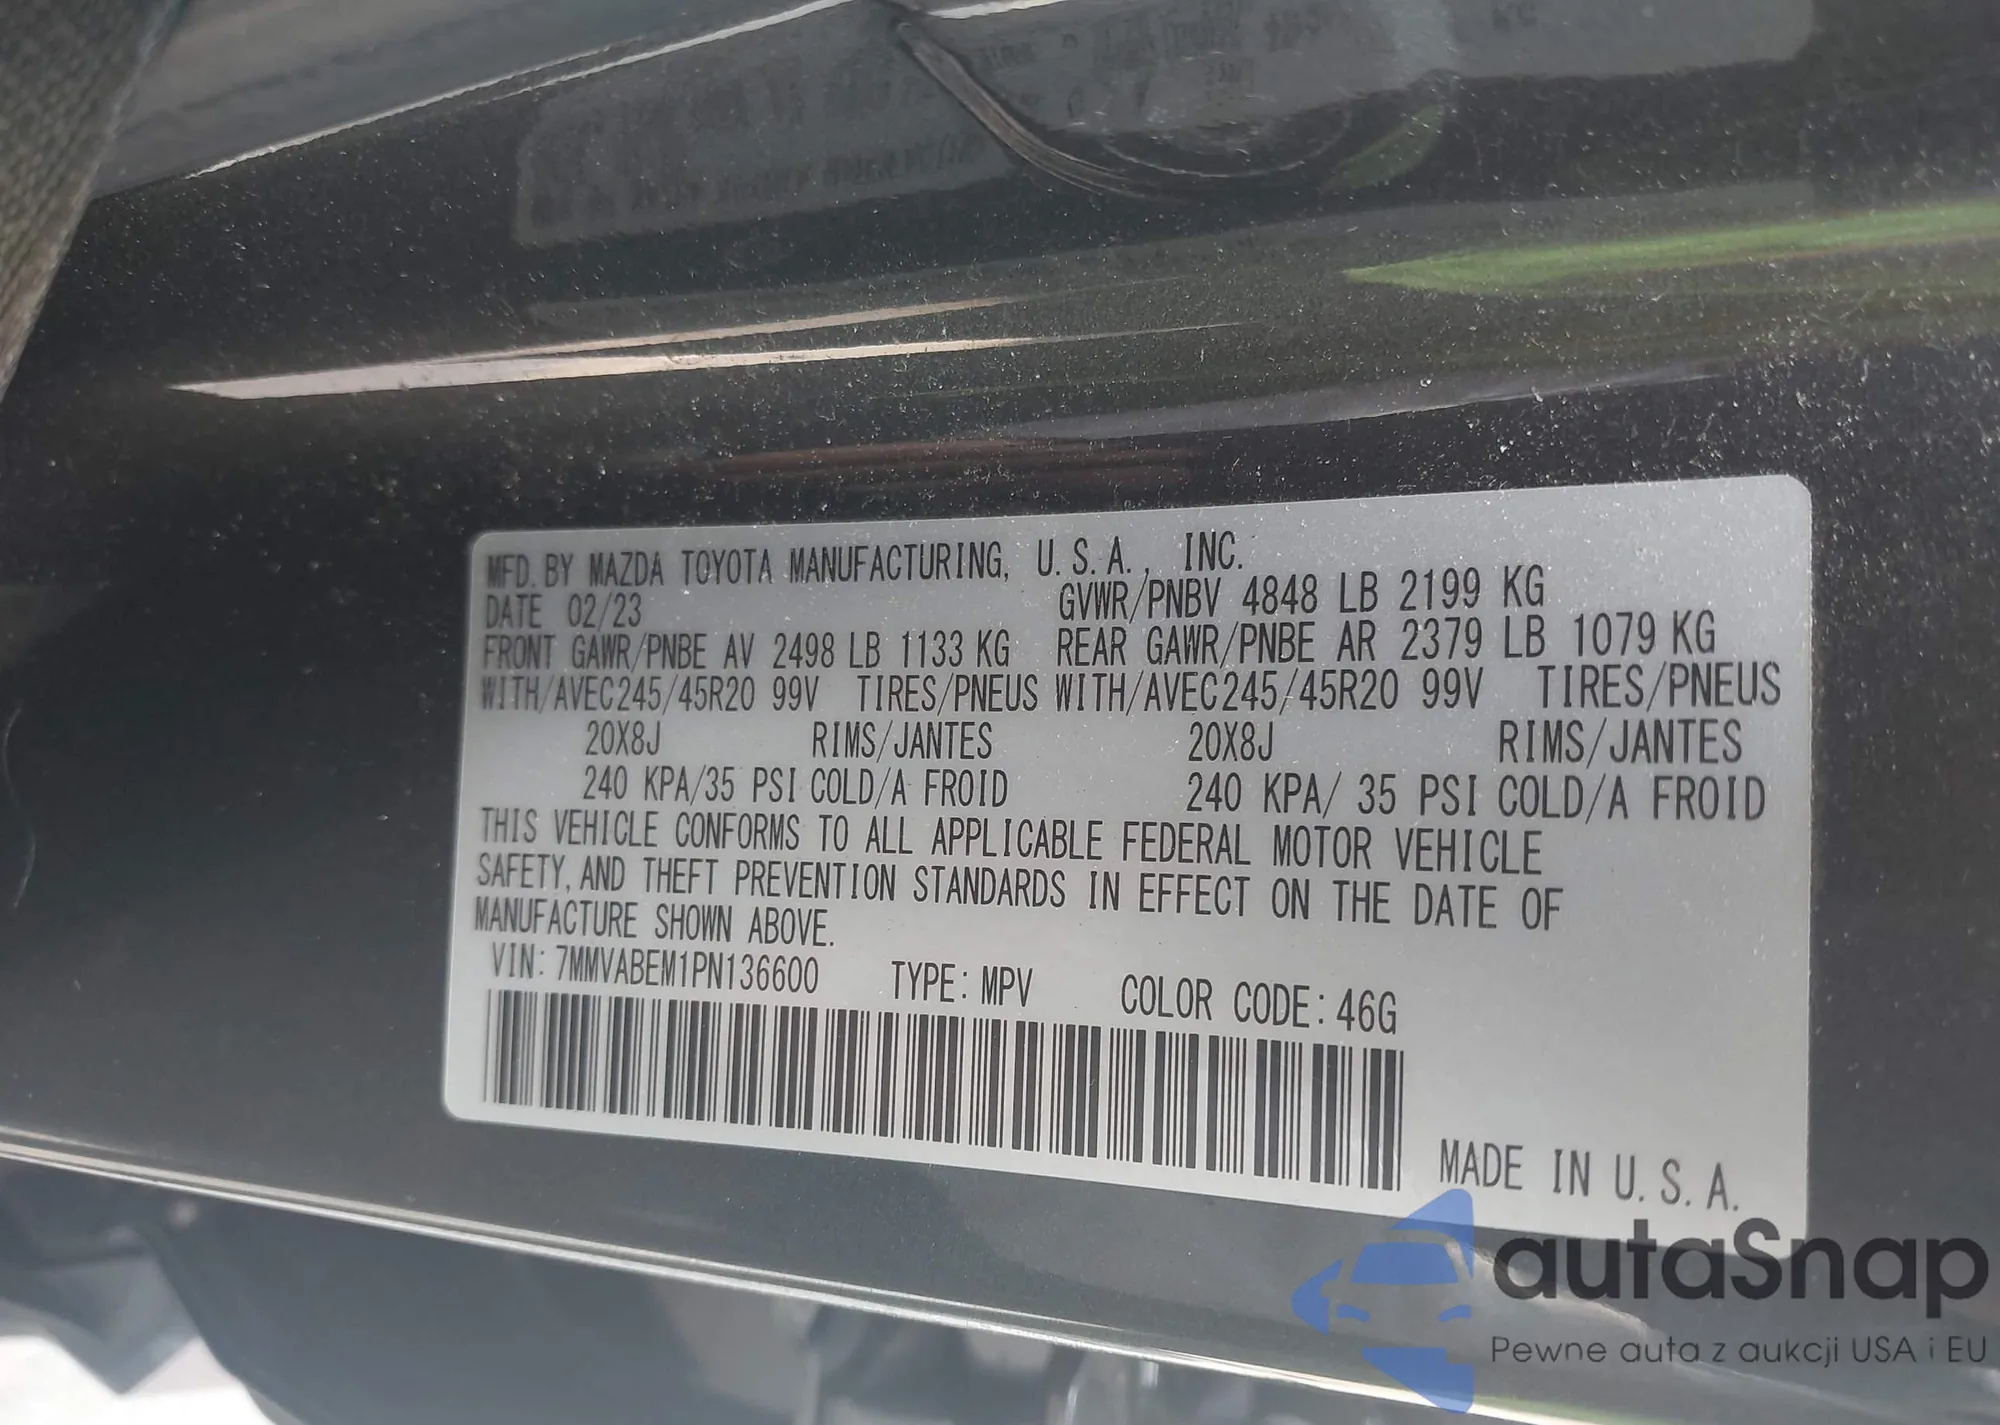 MFD. BY MAZDA TOYOTA MANUFACTURING, U.S.A., INC.
DATE 02/23 GVWR/PNBV 4848 LB 2199 KG
FRONT GAWR/PNBE AV 2498 LB 1133 KG REAR GAWR/PNBE AR 2379 LB 1079 KG
WITH/AVEC245/45R20 99V TIRES/PNEUS WITH/AVEC245/45R20 99V TIRES/PNEUS
20X8J RIMS/JANTES 20X8J RIMS/JANTES
240 KPA/35 PSI COLD/A FROID 240 KPA/ 35 PSI COLD/A FROID
THIS VEHICLE CONFORMS TO ALL APPLICABLE FEDERAL MOTOR VEHICLE
SAFETY, AND THEFT PREVENTION STANDARDS IN EFFECT ON THE DATE OF
MANUFACTURE SHOWN ABOVE.
VIN: 7MMVABEM1PN136600 TYPE: MPV COLOR CODE: 46G
MADE IN U.S.A.
autaSnap
Pewne auta z aukcji USA i EU